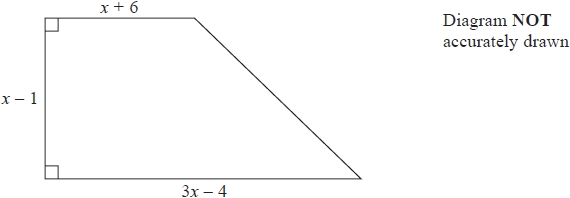 x + 6
Diagram NOT
accurately drawn
x – 1
3x – 4